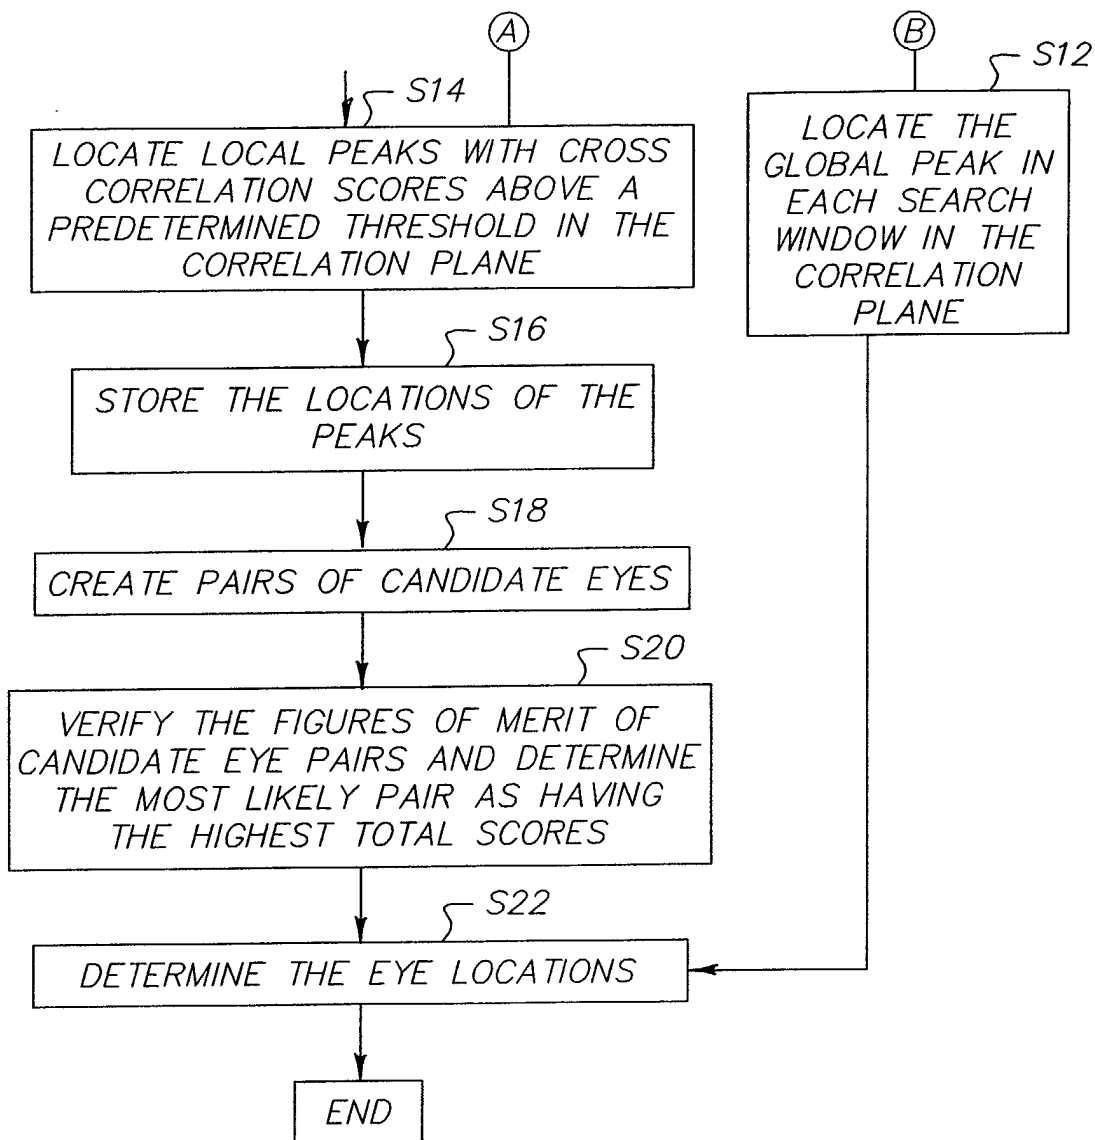 A
S14
LOCATE LOCAL PEAKS WITH CROSS
CORRELATION SCORES ABOVE A
PREDETERMINED THRESHOLD IN THE
CORRELATION PLANE
S16
STORE THE LOCATIONS OF THE
PEAKS
S18
CREATE PAIRS OF CANDIDATE EYES
S20
VERIFY THE FIGURES OF MERIT OF
CANDIDATE EYE PAIRS AND DETERMINE
THE MOST LIKELY PAIR AS HAVING
THE HIGHEST TOTAL SCORES
S22
DETERMINE THE EYE LOCATIONS
END
B
S12
LOCATE THE
GLOBAL PEAK IN
EACH SEARCH
WINDOW IN THE
CORRELATION
PLANE